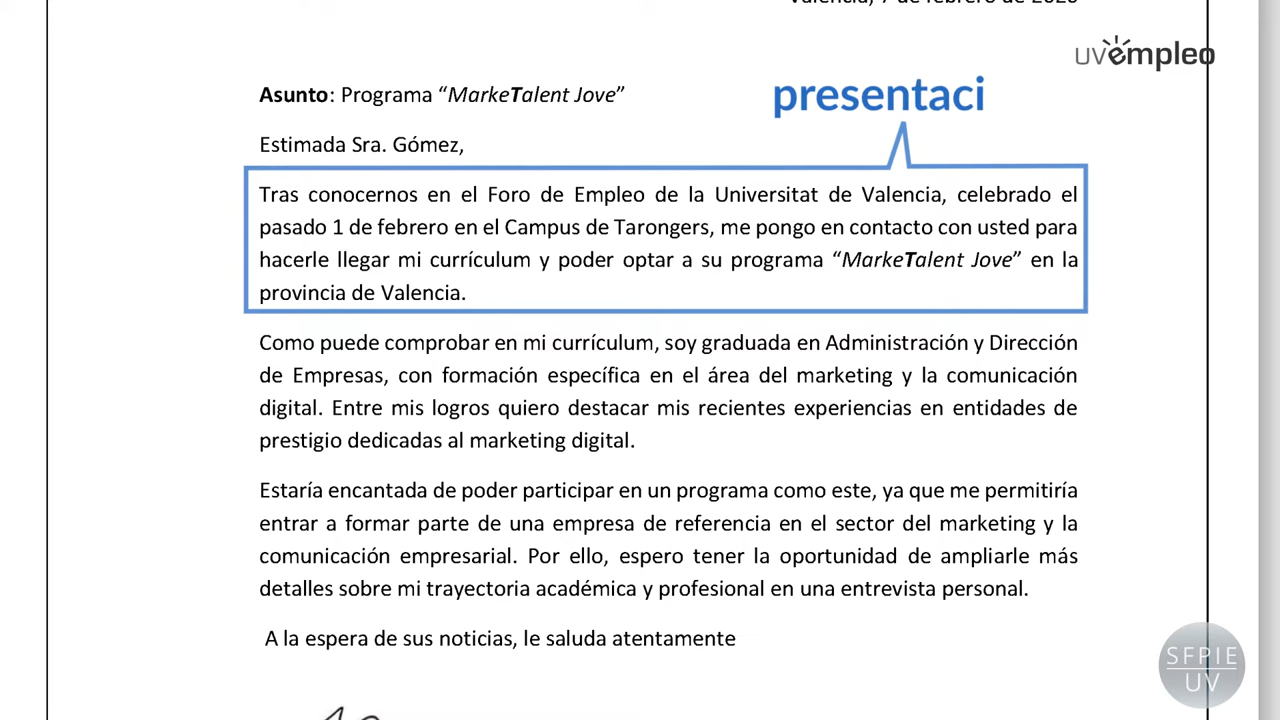 uvempleo
Asunto: Programa “MarkeTalent Jove”
presentaci
Estimada Sra. Gómez,
Tras conocernos en el Foro de Empleo de la Universitat de Valencia, celebrado el
pasado 1 de febrero en el Campus de Tarongers, me pongo en contacto con usted para
hacerle llegar mi currículum y poder optar a su programa “MarkeTalent Jove” en la
provincia de Valencia.
Como puede comprobar en mi currículum, soy graduada en Administración y Dirección
de Empresas, con formación específica en el área del marketing y la comunicación
digital. Entre mis logros quiero destacar mis recientes experiencias en entidades de
prestigio dedicadas al marketing digital.
Estaría encantada de poder participar en un programa como este, ya que me permitiría
entrar a formar parte de una empresa de referencia en el sector del marketing y la
comunicación empresarial. Por ello, espero tener la oportunidad de ampliarle más
detalles sobre mi trayectoria académica y profesional en una entrevista personal.
A la espera de sus noticias, le saluda atentamente
SFPIE
UV